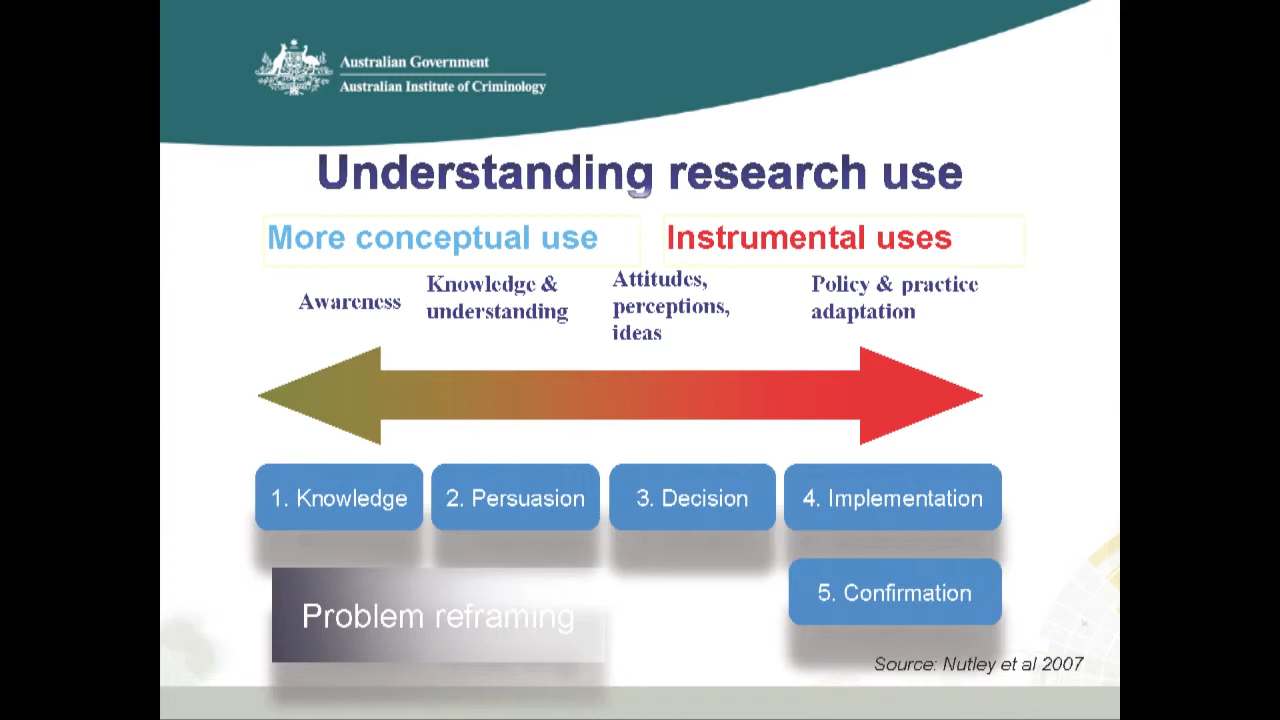 Australian Government
Australian Institute of Criminology
Understanding research use
More conceptual use
Instrumental uses
Awareness
Knowledge &
understanding
Attitudes,
perceptions,
ideas
Policy & practice
adaptation
1. Knowledge
2. Persuasion
3. Decision
4. Implementation
5. Confirmation
Problem reframing
Source: Nutley et al 2007